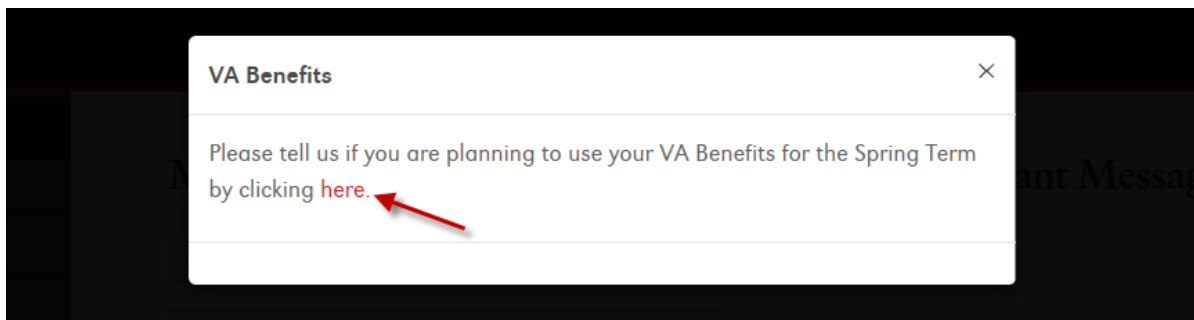 VA Benefits
Please tell us if you are planning to use your VA Benefits for the Spring Term
by clicking here.